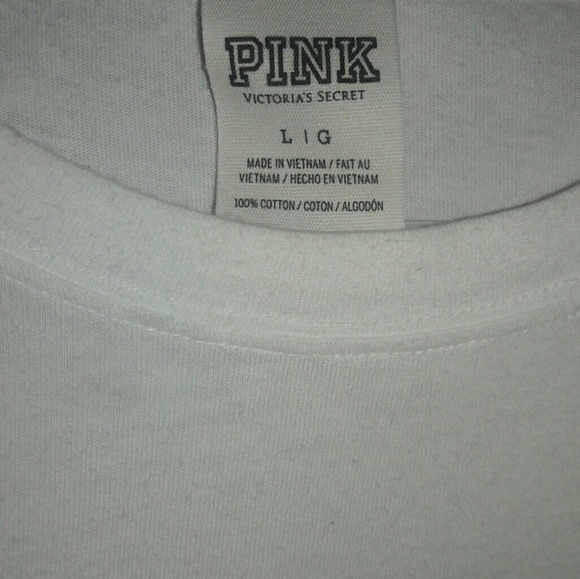 PINK
VICTORIA'S SECRET
L | G
MADE IN VIETNAM / FAIT AU
VIETNAM / HECHO EN VIETNAM
100% COTTON / COTON / ALGODÓN